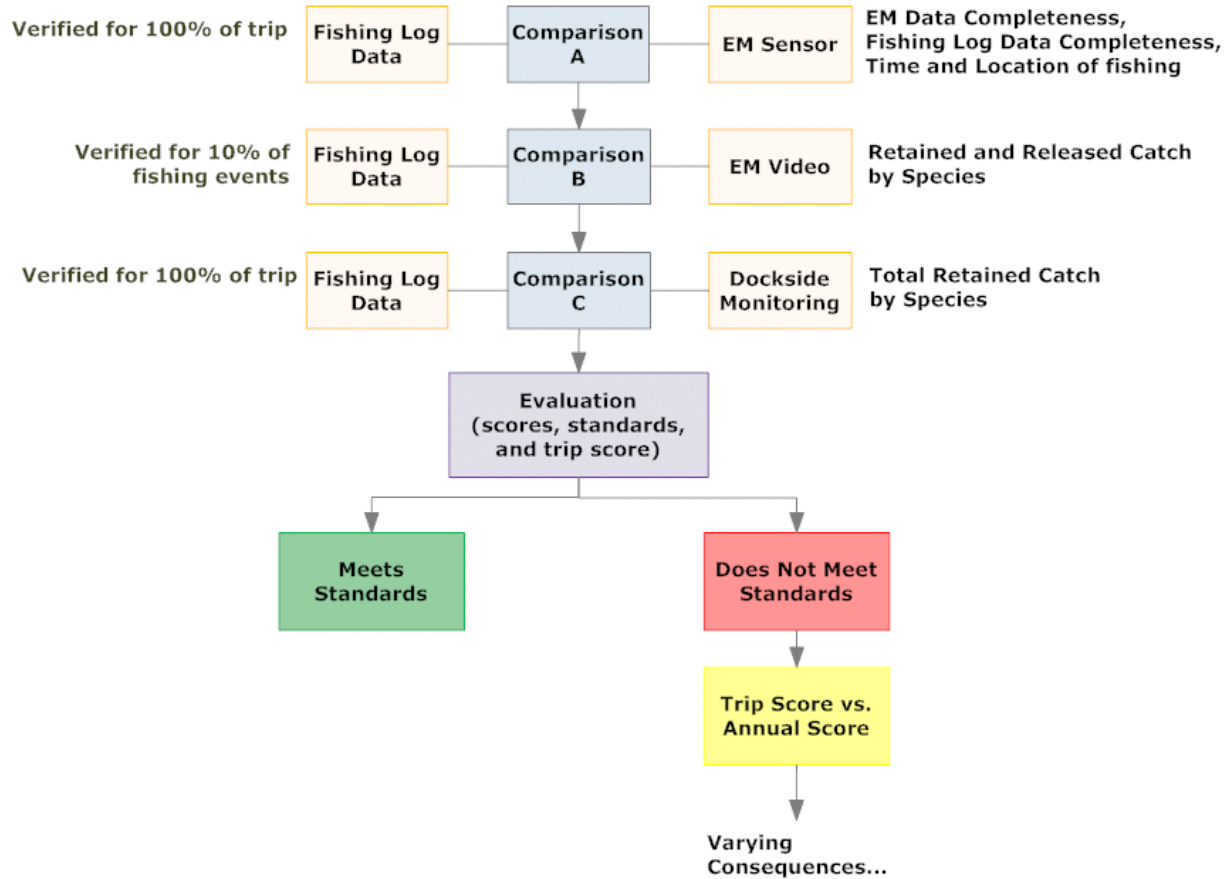 Verified for 100% of trip
Fishing Log
Data
Comparison
A
EM Sensor
EM Data Completeness,
Fishing Log Data Completeness,
Time and Location of fishing
Verified for 10% of
fishing events
Fishing Log
Data
Comparison
B
EM Video
Retained and Released Catch
by Species
Verified for 100% of trip
Fishing Log
Data
Comparison
C
Dockside
Monitoring
Total Retained Catch
by Species
Evaluation
(scores, standards,
and trip score)
Meets
Standards
Does Not Meet
Standards
Trip Score vs.
Annual Score
Varying
Consequences...